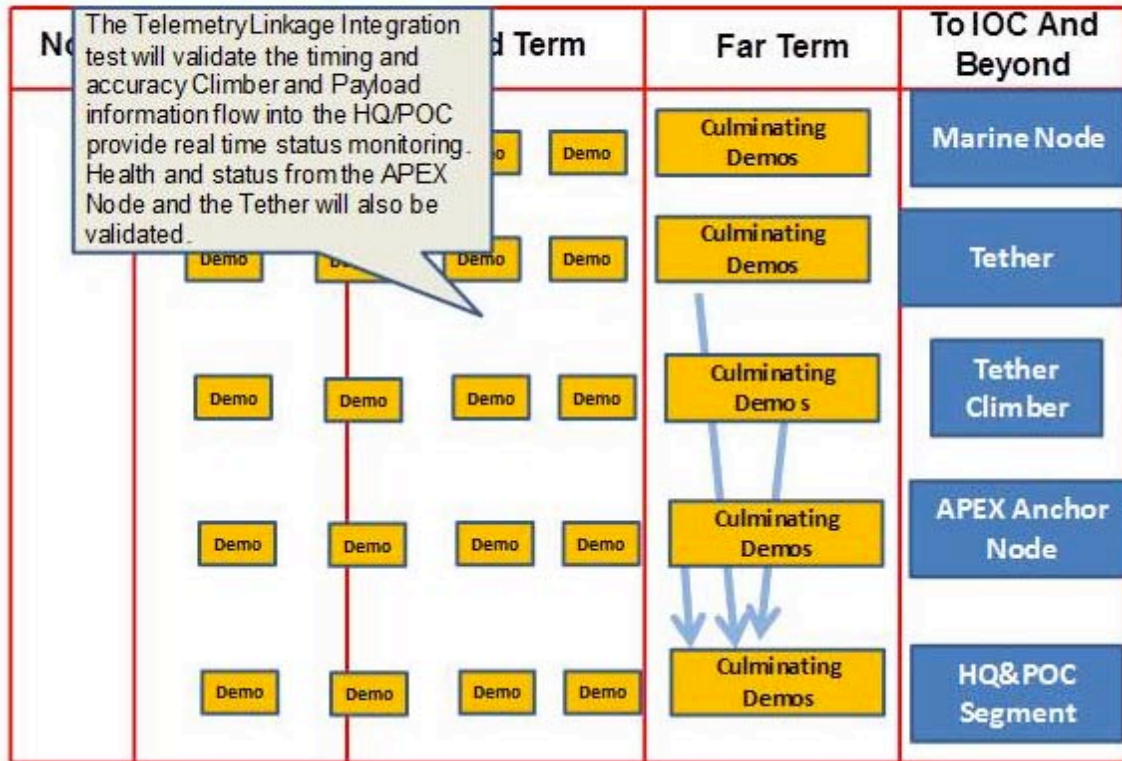 No
The Telemetry Linkage Integration
test will validate the timing and
accuracy Climber and Payload
information flow into the HQ/POC
provide real time status monitoring.
Health and status from the APEX
Node and the Tether will also be
validated.
Term
Far Term
To IOC And
Beyond
Demo
Culminating
Demos
Marine Node
Demo
Demo
Demo
Culminating
Demos
Tether
Demo
Demo
Demo
Demo
Culminating
Demo s
Tether
Climber
Demo
Demo
Demo
Demo
Culminating
Demos
APEX Anchor
Node
Demo
Demo
Demo
Demo
Culminating
Demos
HQ&POC
Segment